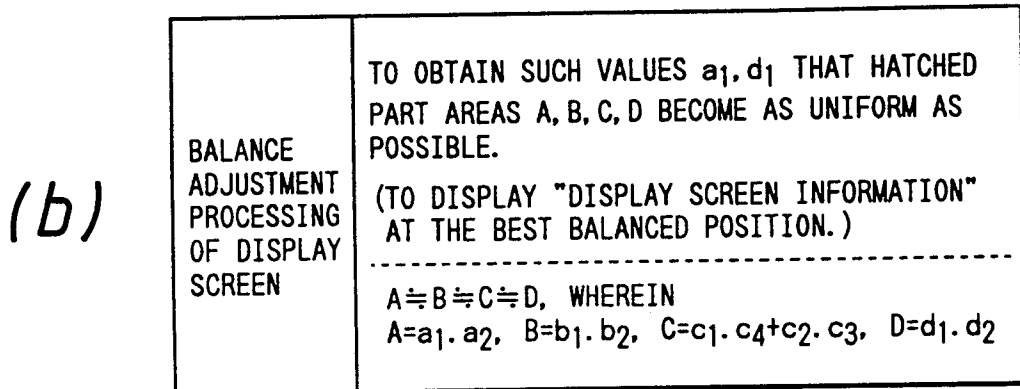 (b)
BALANCE
ADJUSTMENT
PROCESSING
OF DISPLAY
SCREEN
TO OBTAIN SUCH VALUES a₁, d₁ THAT HATCHED
PART AREAS A, B, C, D BECOME AS UNIFORM AS
POSSIBLE.
(TO DISPLAY "DISPLAY SCREEN INFORMATION"
AT THE BEST BALANCED POSITION.)
A≒B≒C≒D, WHEREIN
A=a₁.a₂, B=b₁.b₂, C=c₁.c₄+c₂.c₃, D=d₁.d₂